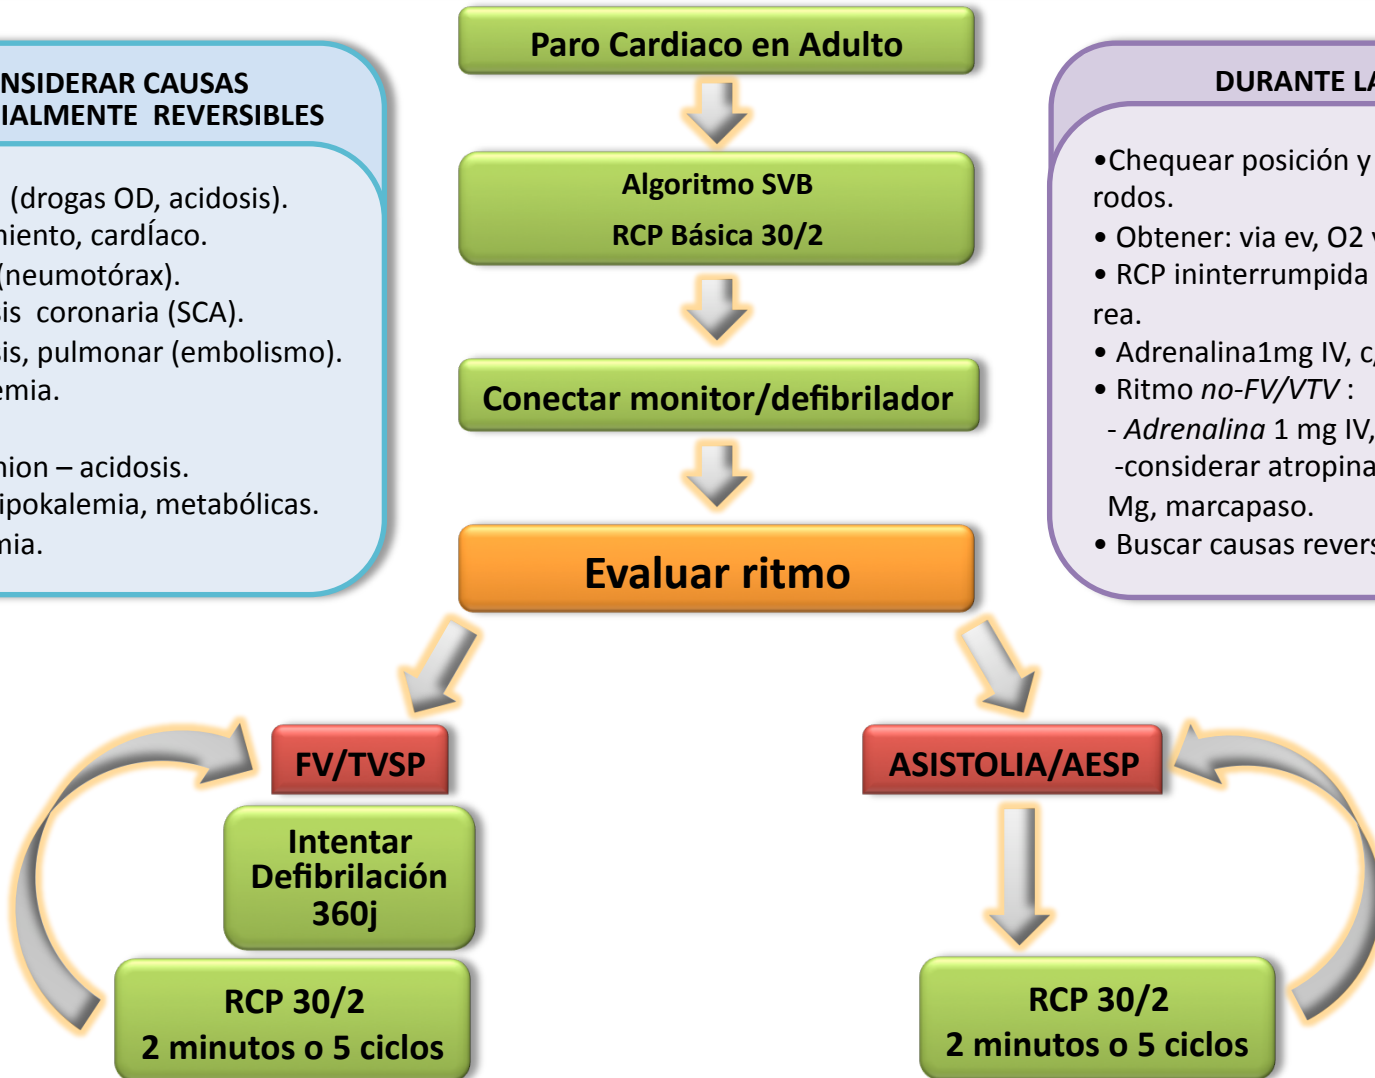 Paro Cardiaco en Adulto
NSIDERAR CAUSAS
IALMENTE REVERSIBLES
(drogas OD, acidosis).
miento, cardÍaco.
(neumotórax).
sis coronaria (SCA).
sis, pulmonar (embolismo).
emia.
nion – acidosis.
ipokalemia, metabólicas.
mia.
Algoritmo SVB
RCP Básica 30/2
Conectar monitor/defibrilador
Evaluar ritmo
DURANTE LA
•Chequear posición y
rodos.
• Obtener: via ev, O2 v
• RCP ininterrumpida
rea.
• Adrenalina1mg IV, c/
• Ritmo no-FV/VTV :
- Adrenalina 1 mg IV,
-considerar atropina
Mg, marcapaso.
• Buscar causas revers
FV/TVSP
Intentar
Defibrilación
360j
RCP 30/2
2 minutos o 5 ciclos
ASISTOLIA/AESP
RCP 30/2
2 minutos o 5 ciclos